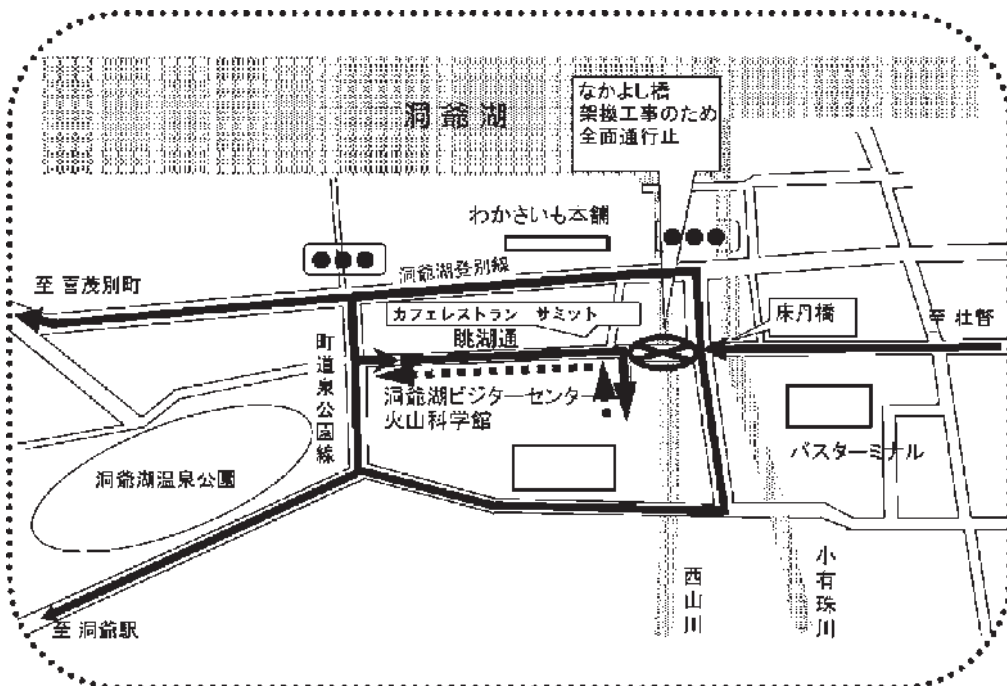 洞爺湖
なかよし橋
架換工事のため
全面通行止
わかさいも本舗
至 喜茂別町
洞爺湖登別線
カフェレストラン サミット
床丹橋
至 壮瞥
眺湖通
町道泉公園線
洞爺湖ビジターセンター
火山科学館
バスターミナル
洞爺湖温泉公園
西山川
小有珠川
至 洞爺駅